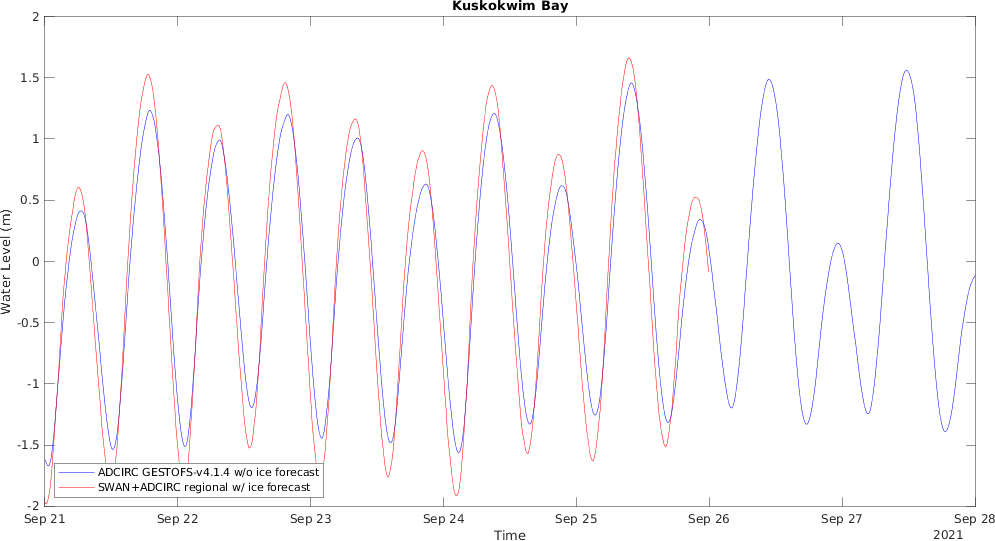 Kuskokwim Bay
2
1.5
1
0.5
0
-0.5
-1
-1.5
-2
Water Level (m)
ADCIRC GESTOFS-v4.1.4 w/o ice forecast
SWAN+ADCIRC regional w/ ice forecast
Sep 21 Sep 22 Sep 23 Sep 24 Sep 25 Sep 26 Sep 27 Sep 28
Time 2021